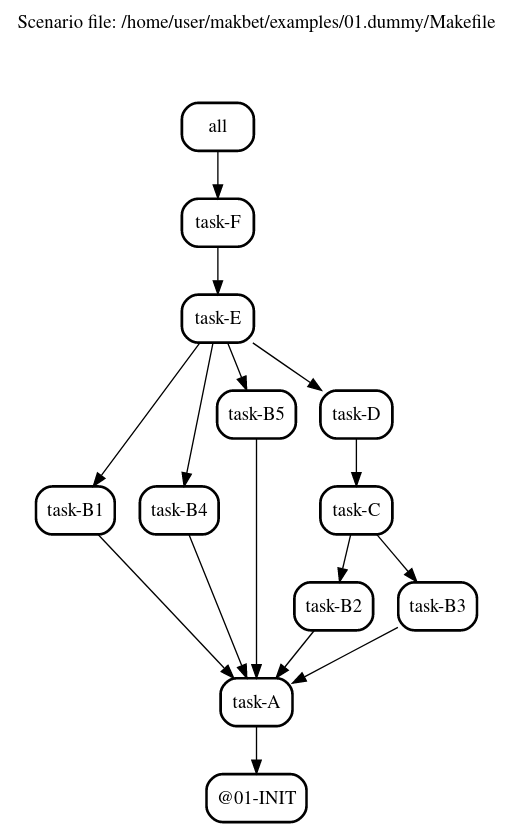 Scenario file: /home/user/makbet/examples/01.dummy/Makefile
all
task-F
task-E
task-B5
task-D
task-B1
task-B4
task-C
task-B2
task-B3
task-A
@01-INIT